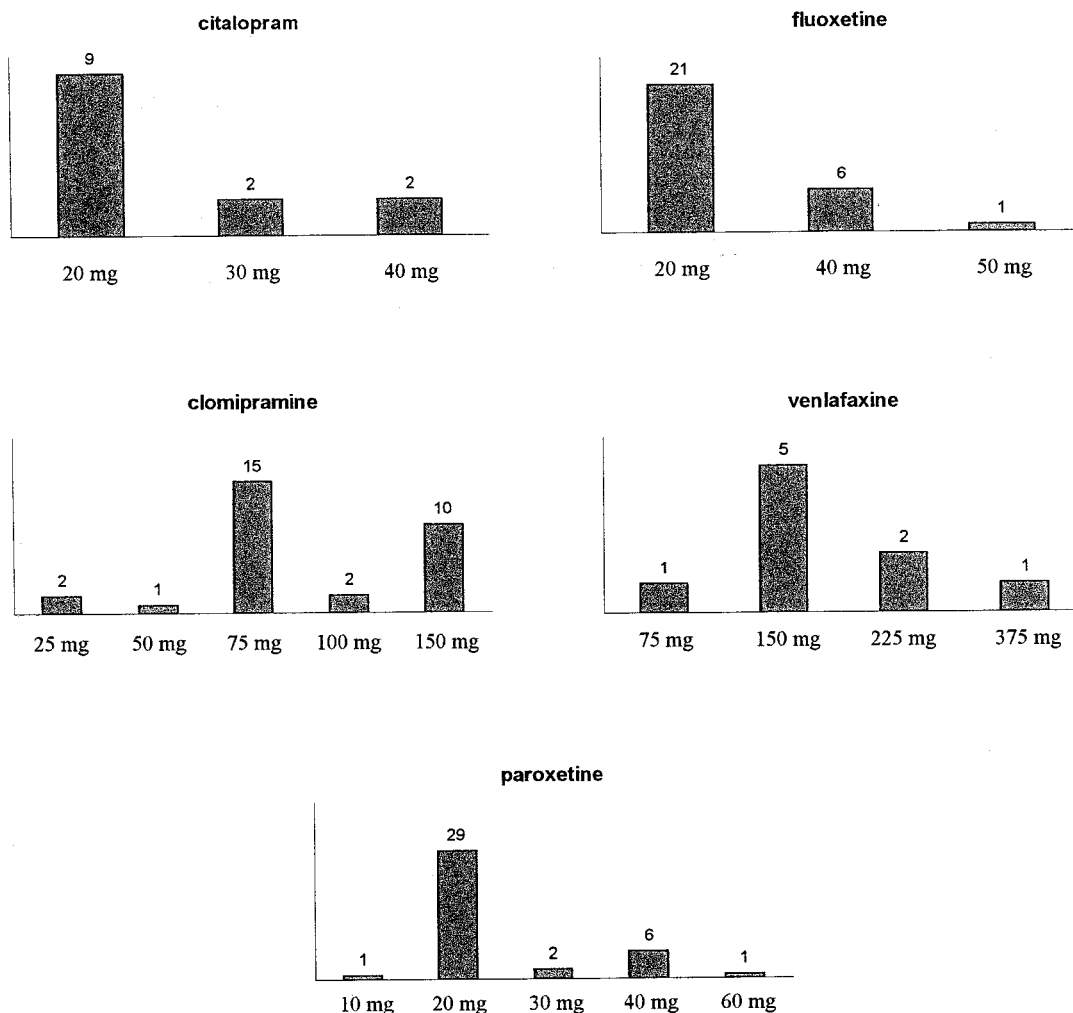 citalopram
9
2
2
20 mg
30 mg
40 mg
fluoxetine
21
6
1
20 mg
40 mg
50 mg
clomipramine
2
1
15
2
10
25 mg
50 mg
75 mg
100 mg
150 mg
venlafaxine
1
5
2
1
75 mg
150 mg
225 mg
375 mg
paroxetine
1
29
2
6
1
10 mg
20 mg
30 mg
40 mg
60 mg